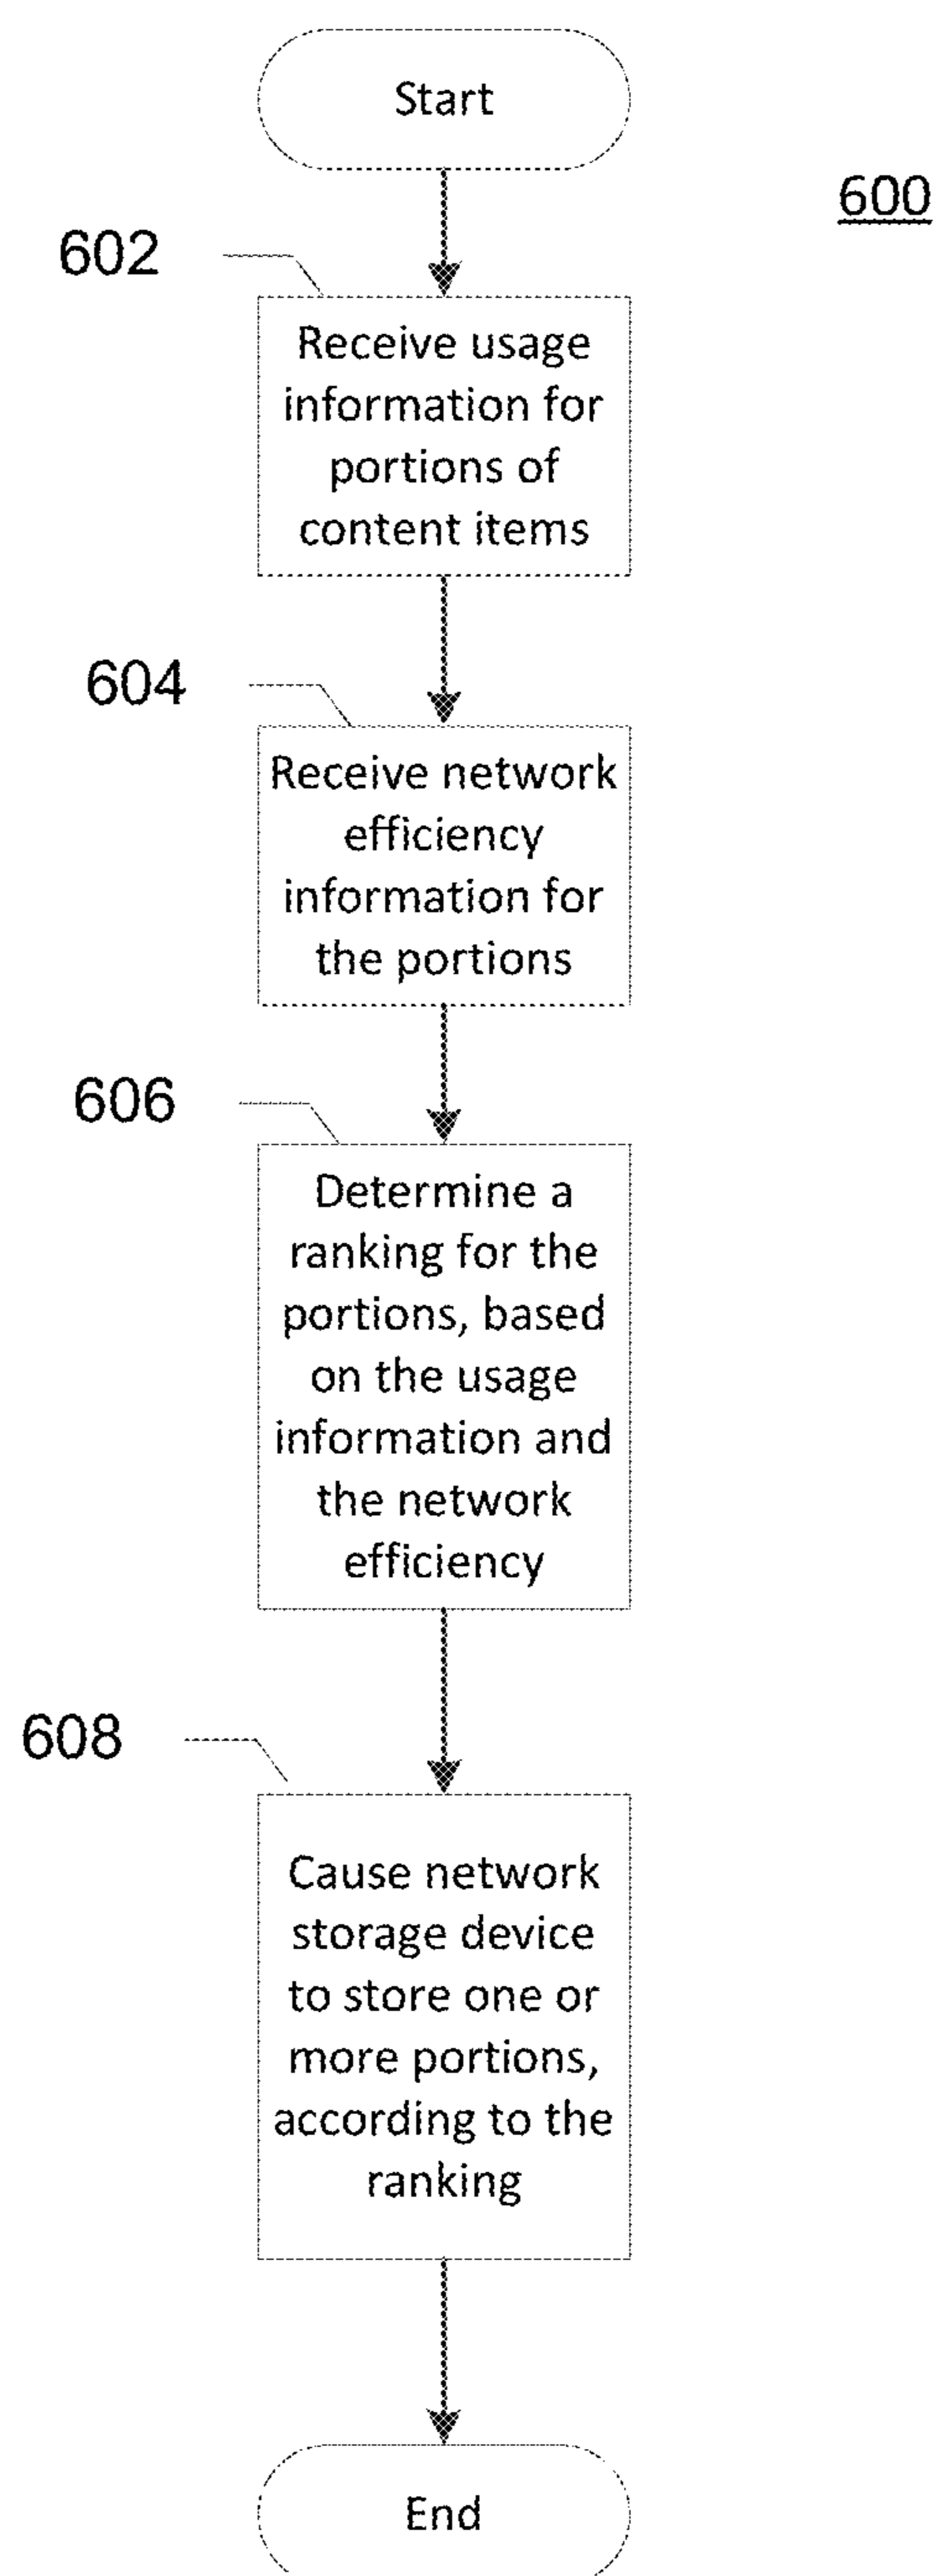 Start
600
602
Receive usage
information for
portions of
content items
604
Receive network
efficiency
information for
the portions
606
Determine a
ranking for the
portions, based
on the usage
information and
the network
efficiency
608
Cause network
storage device
to store one or
more portions,
according to the
ranking
End